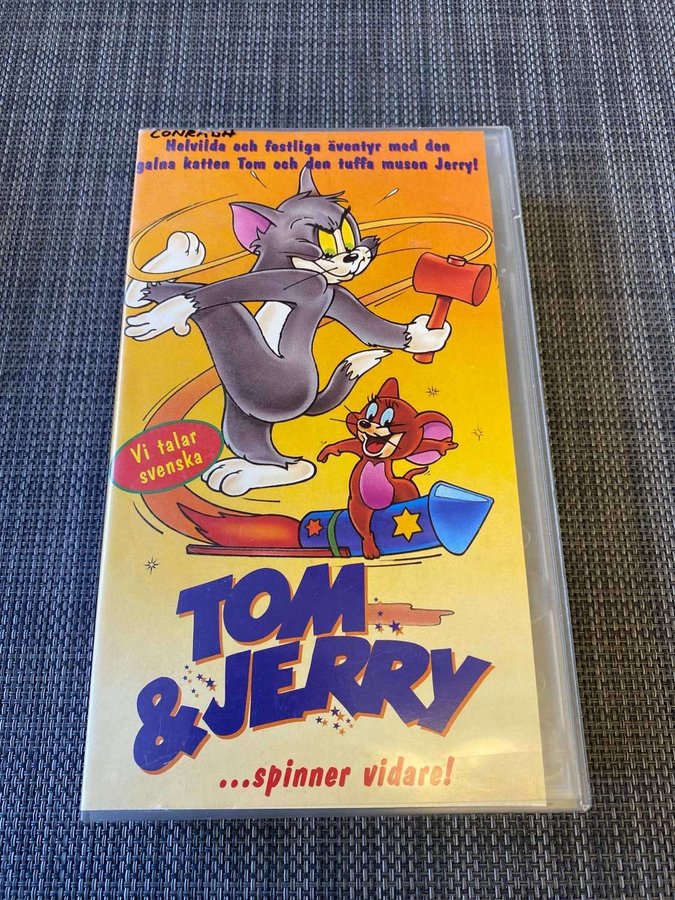 Helvilda och festliga äventyr med den
galna katten Tom och den tuffa musen Jerry!
Vi talar
svenska
TOM
& JERRY
...spinner vidare!